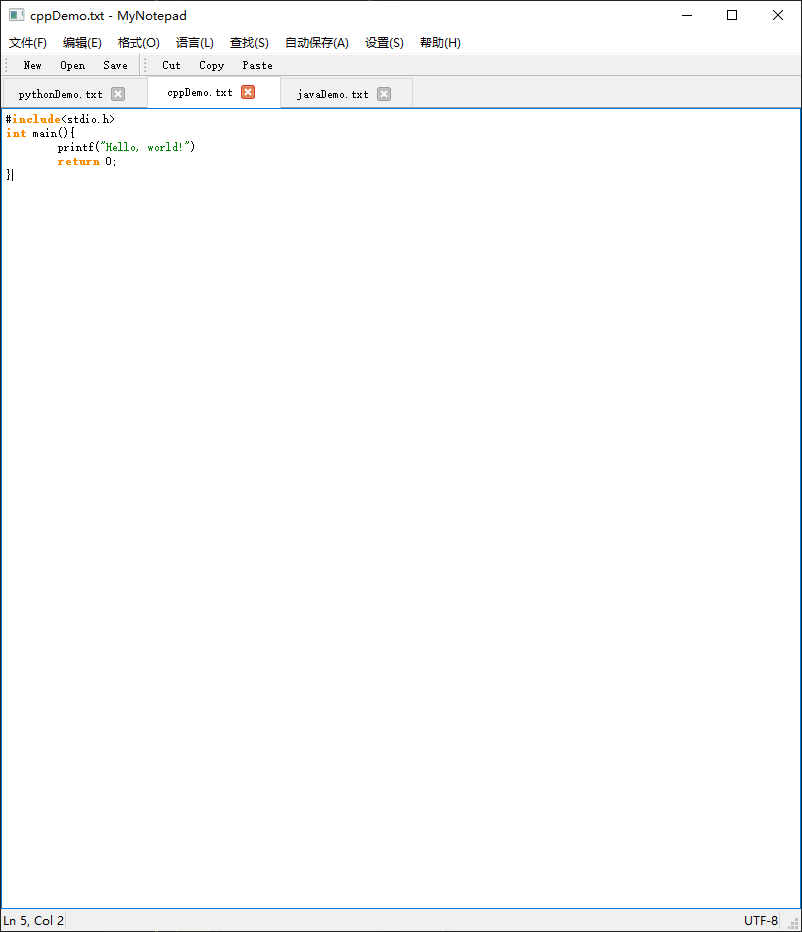 cppDemo.txt - MyNotepad
文件(F) 编辑(E) 格式(O) 语言(L) 查找(S) 自动保存(A) 设置(S) 帮助(H)
New Open Save Cut Copy Paste
pythonDemo.txt cppDemo.txt javaDemo.txt
#include<stdio.h>
int main(){
        printf("Hello, world!")
        return 0;
}
Ln 5, Col 2 UTF-8